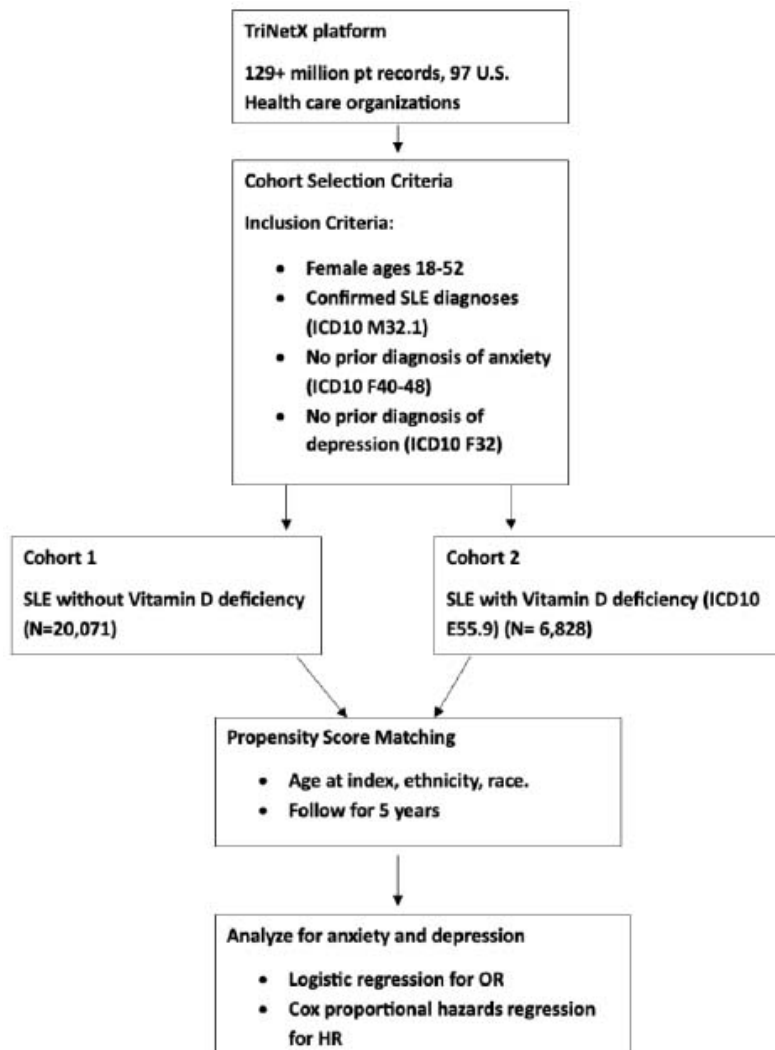 TriNetX platform
129+ million pt records, 97 U.S.
Health care organizations
Cohort Selection Criteria
Inclusion Criteria:
• Female ages 18-52
• Confirmed SLE diagnoses
(ICD10 M32.1)
• No prior diagnosis of anxiety
(ICD10 F40-48)
• No prior diagnosis of
depression (ICD10 F32)
Cohort 1
SLE without Vitamin D deficiency
(N=20,071)
Cohort 2
SLE with Vitamin D deficiency (ICD10
E55.9) (N= 6,828)
Propensity Score Matching
• Age at index, ethnicity, race.
• Follow for 5 years
Analyze for anxiety and depression
• Logistic regression for OR
• Cox proportional hazards regression
for HR